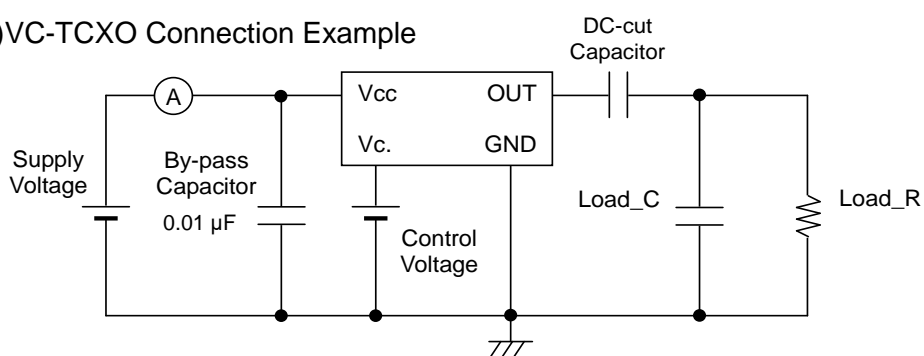 )VC-TCXO Connection Example
DC-cut
Capacitor
A
Vcc
OUT
Vc.
GND
Supply
Voltage
By-pass
Capacitor
0.01 µF
Control
Voltage
Load_C
Load_R